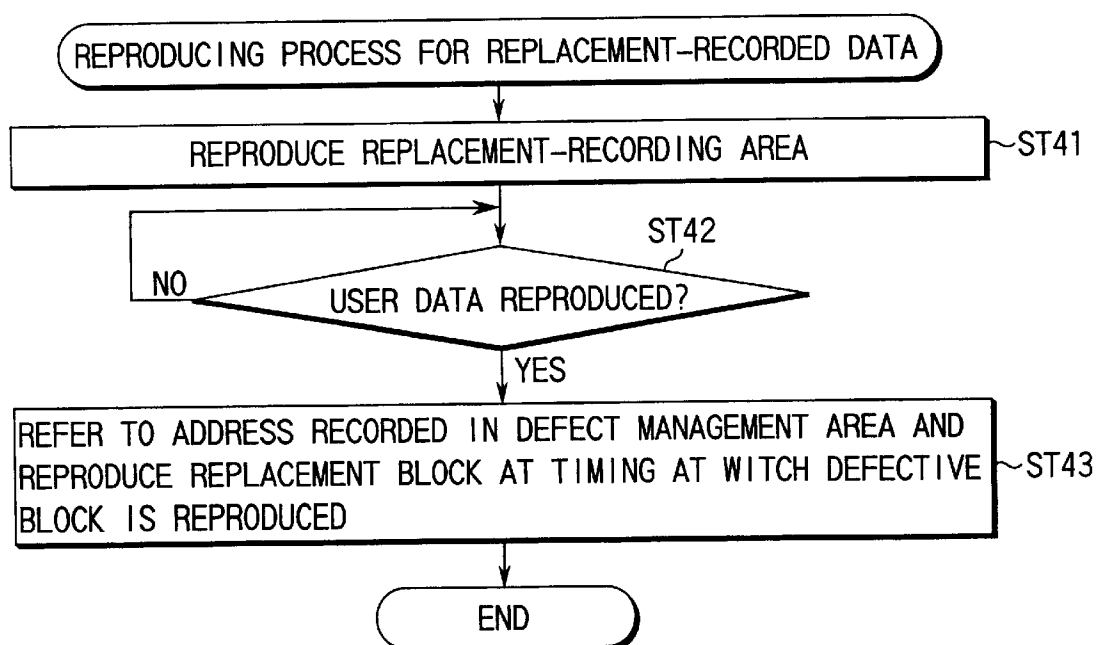 REPRODUCING PROCESS FOR REPLACEMENT-RECORDED DATA
REPRODUCE REPLACEMENT-RECORDING AREA
ST41
ST42
NO
USER DATA REPRODUCED?
YES
REFER TO ADDRESS RECORDED IN DEFECT MANAGEMENT AREA AND
REPRODUCE REPLACEMENT BLOCK AT TIMING AT WITCH DEFECTIVE
BLOCK IS REPRODUCED
ST43
END